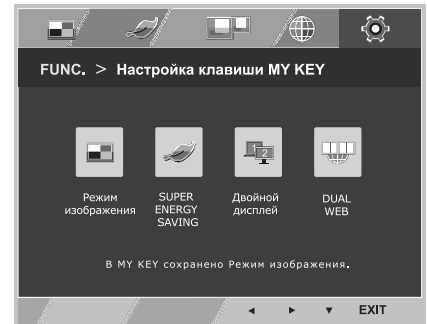 FUNC. > Настройка клавиши MY KEY
Режим
изображения
SUPER
ENERGY
SAVING
Двойной
дисплей
2
DUAL
WEB
В MY KEY сохранено Режим изображения.
EXIT